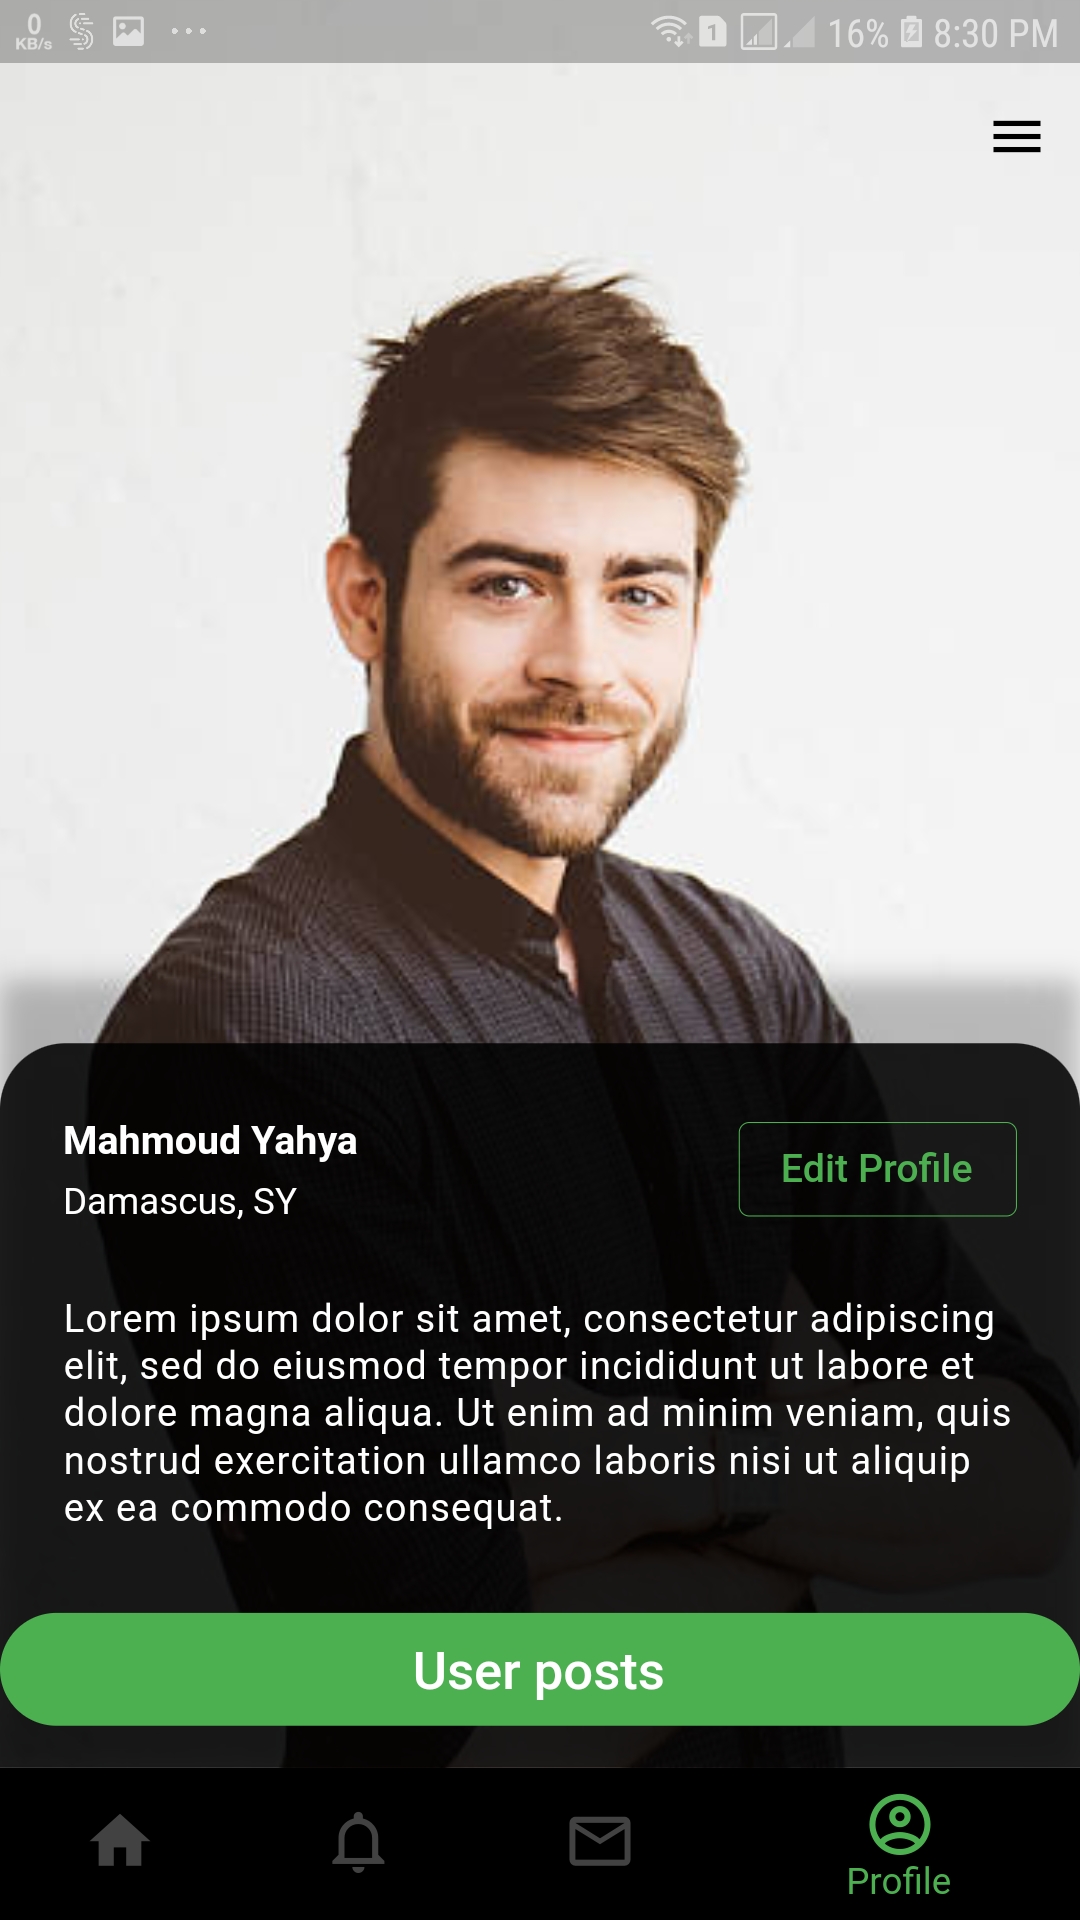 0
KB/s
1
16%
8:30 PM
Mahmoud Yahya
Edit Profile
Damascus, SY
Lorem ipsum dolor sit amet, consectetur adipiscing
elit, sed do eiusmod tempor incididunt ut labore et
dolore magna aliqua. Ut enim ad minim veniam, quis
nostrud exercitation ullamco laboris nisi ut aliquip
ex ea commodo consequat.
User posts
Profile